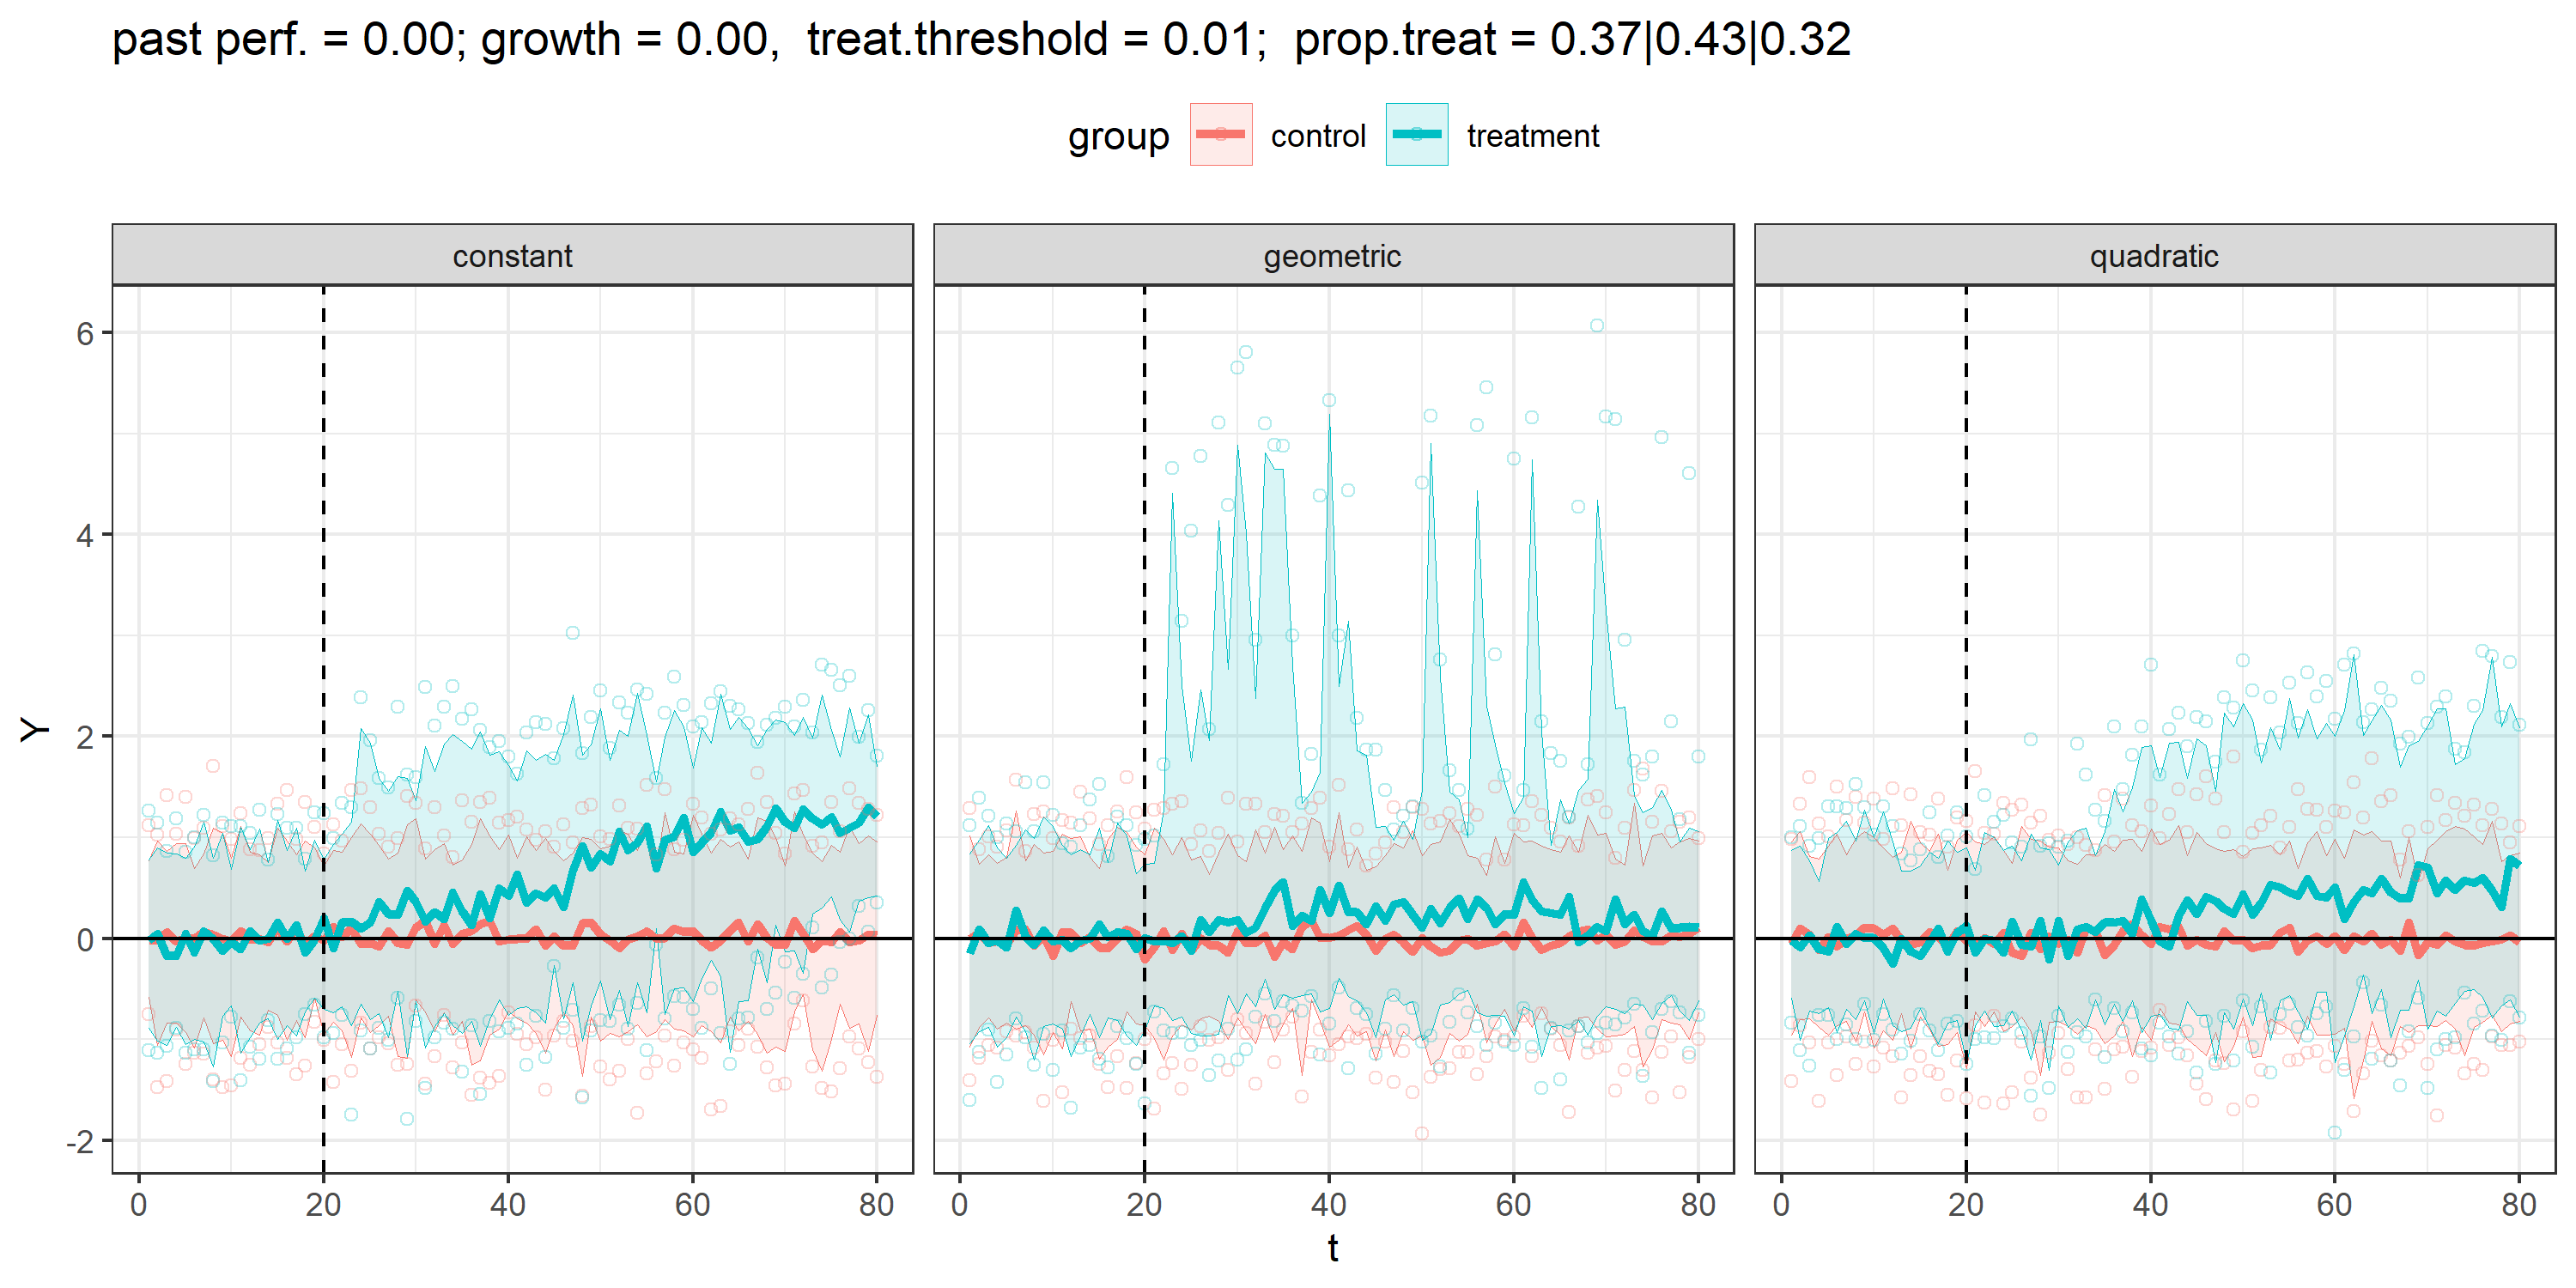 past perf. = 0.00; growth = 0.00,  treat.threshold = 0.01;  prop.treat = 0.37|0.43|0.32
group control treatment
constant geometric quadratic
6
4
2
0
-2
Y
0 20 40 60 80 0 20 40 60 80 0 20 40 60 80
t